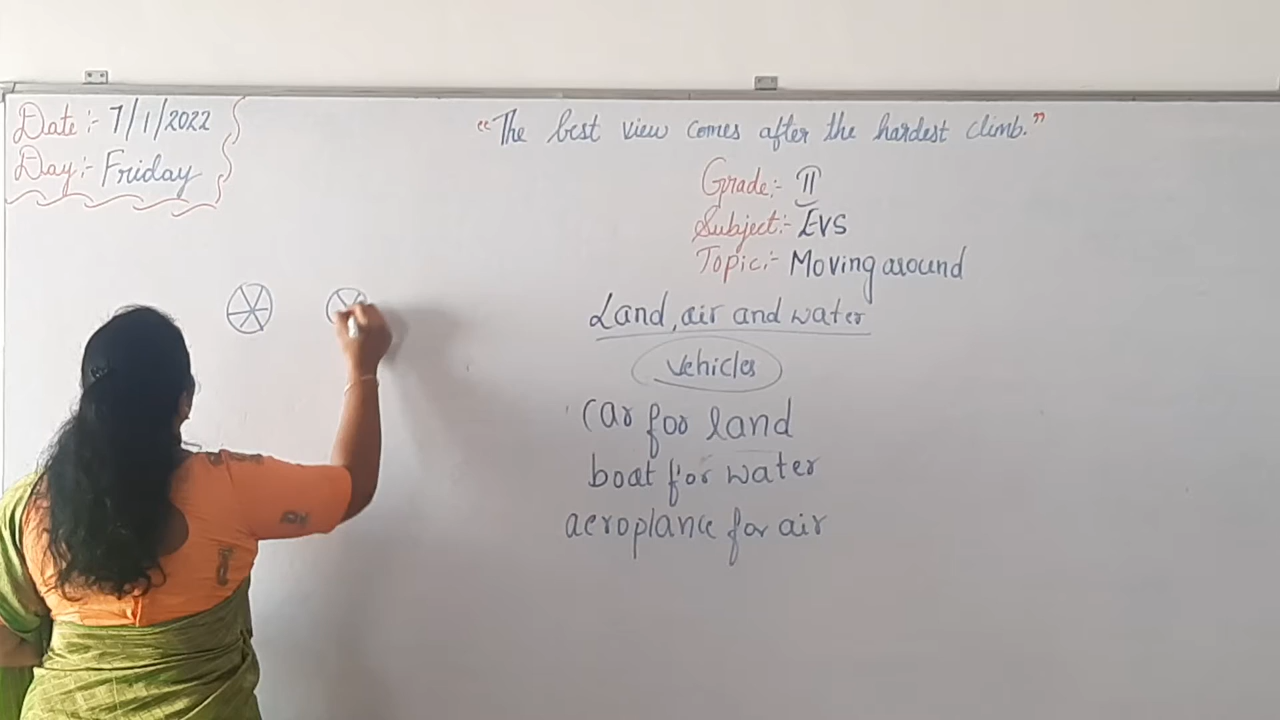 Date:- 7/1/2022
Day:- Friday
"The best view comes after the hardest climb."
Grade:- II
Subject:- EVS
Topic:- Moving around
Land, air and water
Vehicles
Car for land
boat for water
aeroplance for air